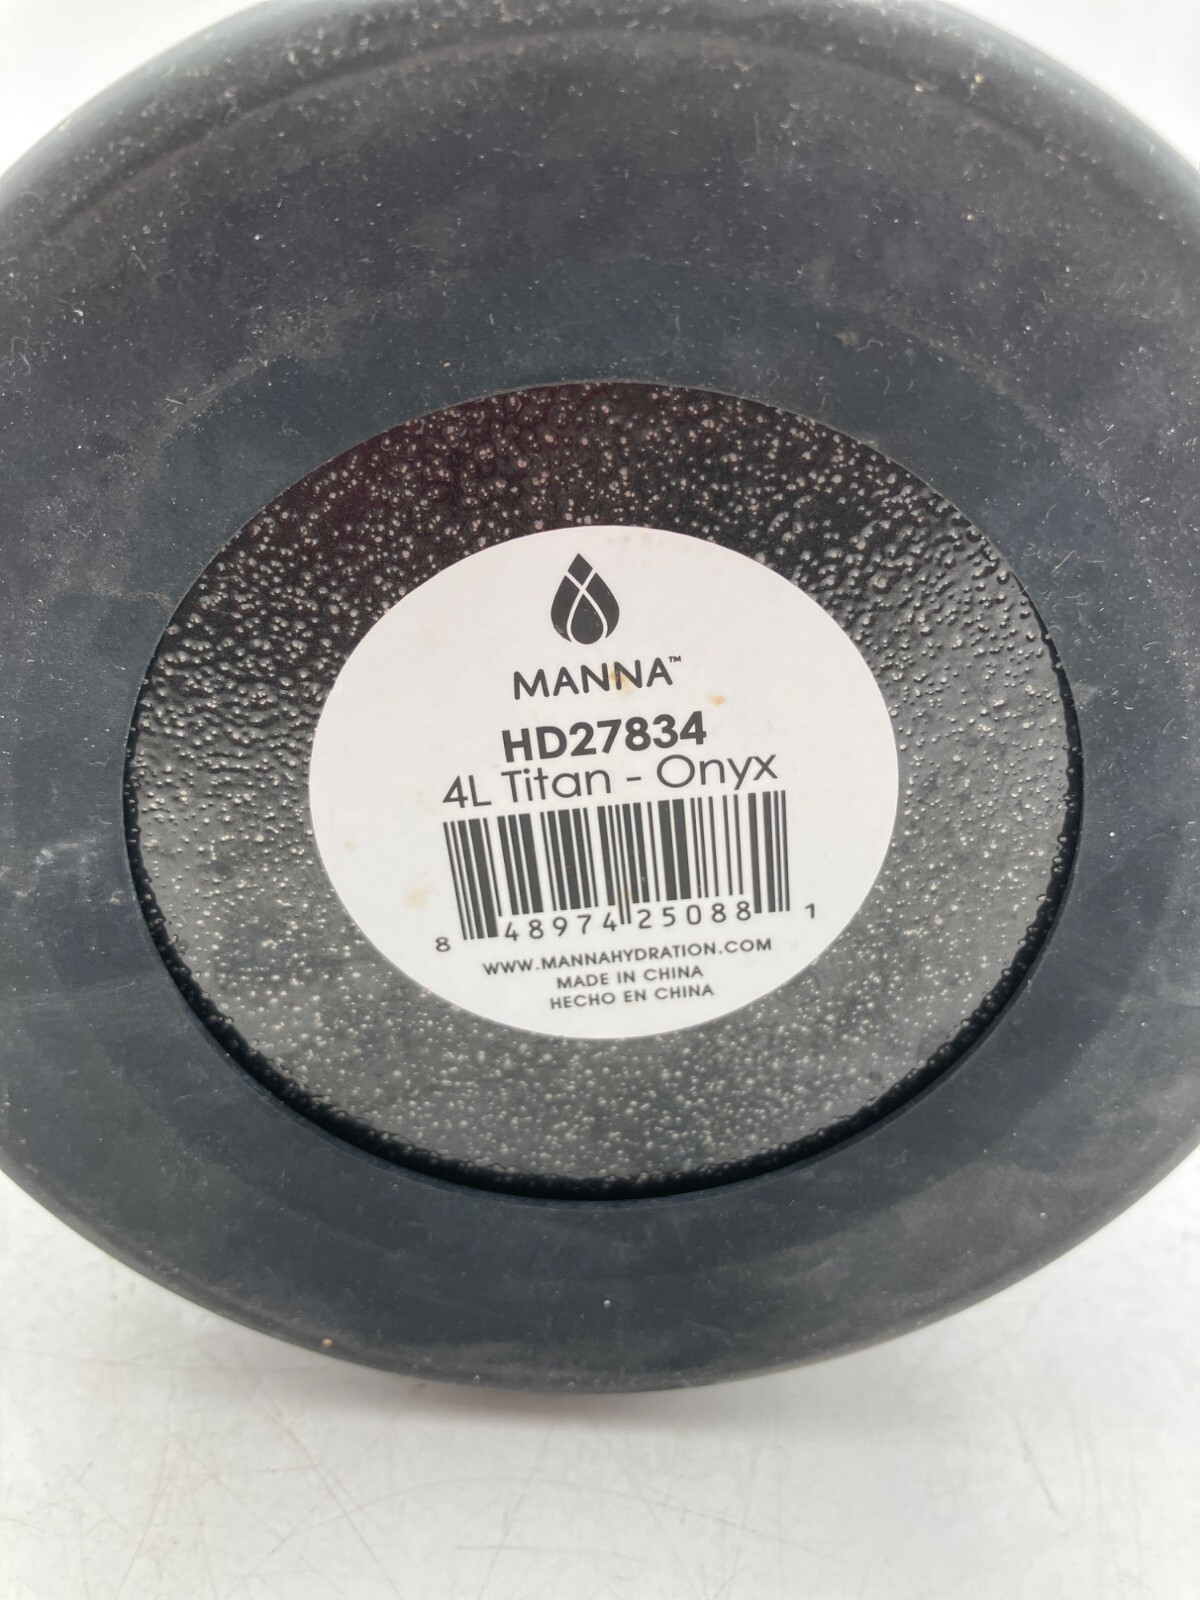 MANNA™
HD27834
4L Titan - Onyx
8 48974 25088 1
WWW.MANNAHYDRATION.COM
MADE IN CHINA
HECHO EN CHINA